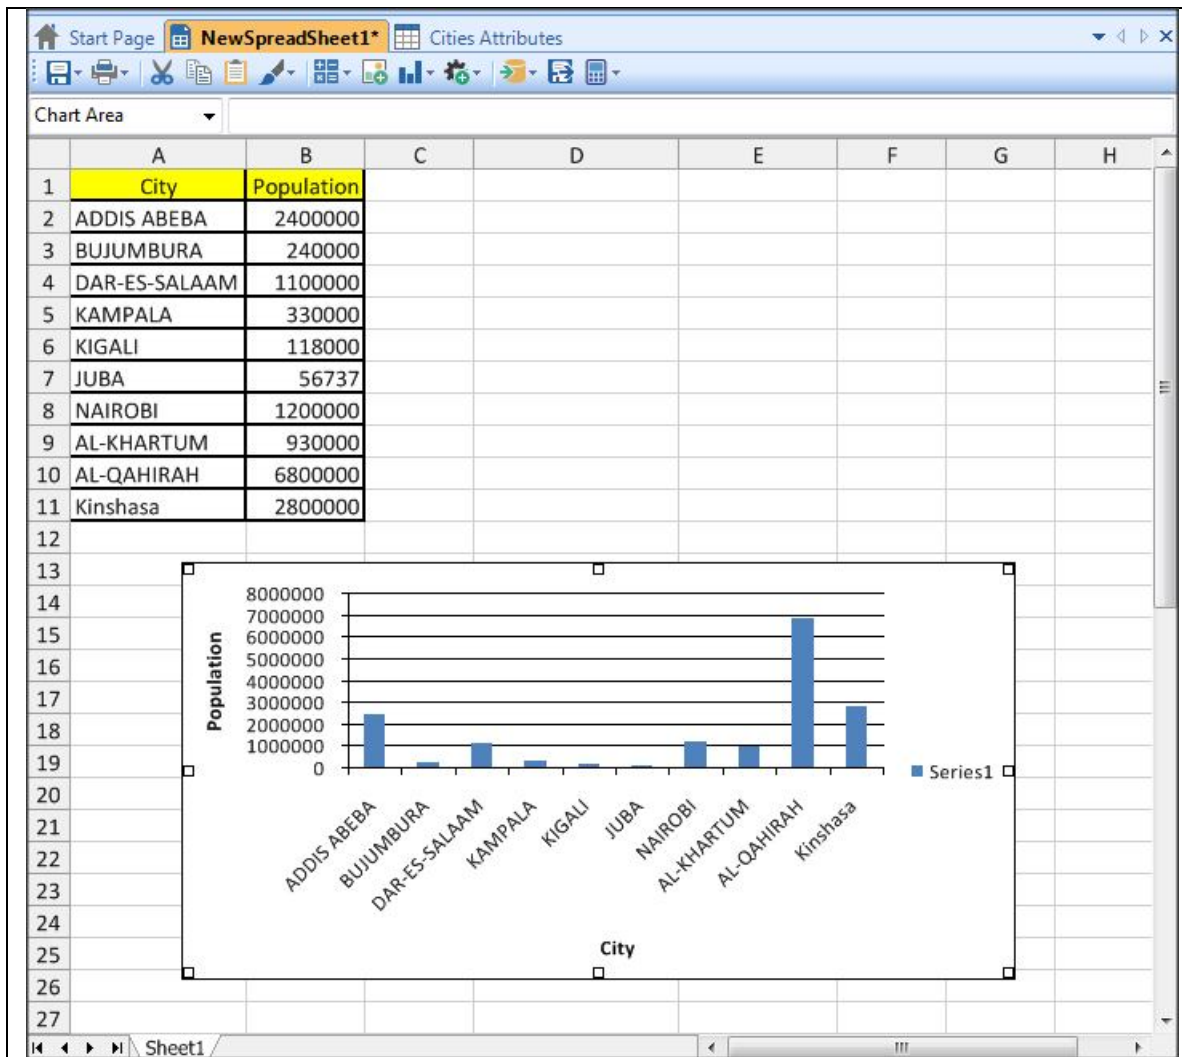 Start Page NewSpreadSheet1* Cities Attributes
Chart Area
A B C D E F G H
1 City Population
2 ADDIS ABEBA 2400000
3 BUJUMBURA 240000
4 DAR-ES-SALAAM 1100000
5 KAMPALA 330000
6 KIGALI 118000
7 JUBA 56737
8 NAIROBI 1200000
9 AL-KHARTUM 930000
10 AL-QAHIRAH 6800000
11 Kinshasa 2800000
12
13
14
15
16
17
18
19
20
21
22
23
24
25
26
27
Population
8000000
7000000
6000000
5000000
4000000
3000000
2000000
1000000
0
Series1
ADDIS ABEBA BUJUMBURA DAR-ES-SALAAM KAMPALA KIGALI JUBA NAIROBI AL-KHARTUM AL-QAHIRAH Kinshasa
City
Sheet1